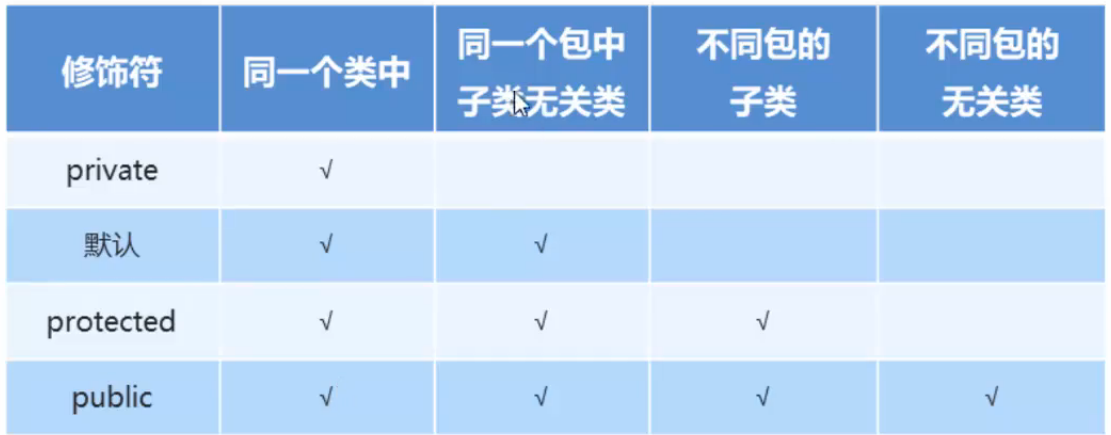 修饰符 同一个类中 同一个包中 不同包的 不同包的
子类无关类 子类 无关类
private √
默认 √ √
protected √ √ √
public √ √ √ √